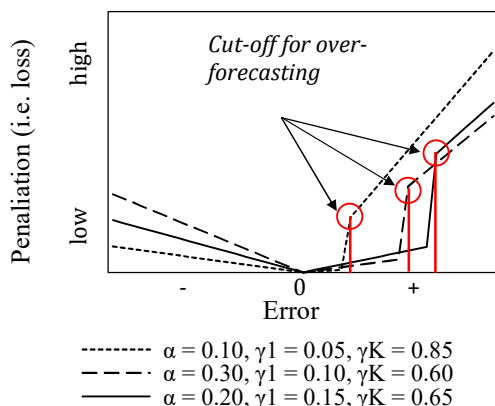 Cut-off for over-
forecasting
Penaliation (i.e. loss)
high
low
- 0 +
Error
α = 0.10, γ1 = 0.05, γK = 0.85
α = 0.30, γ1 = 0.10, γK = 0.60
α = 0.20, γ1 = 0.15, γK = 0.65